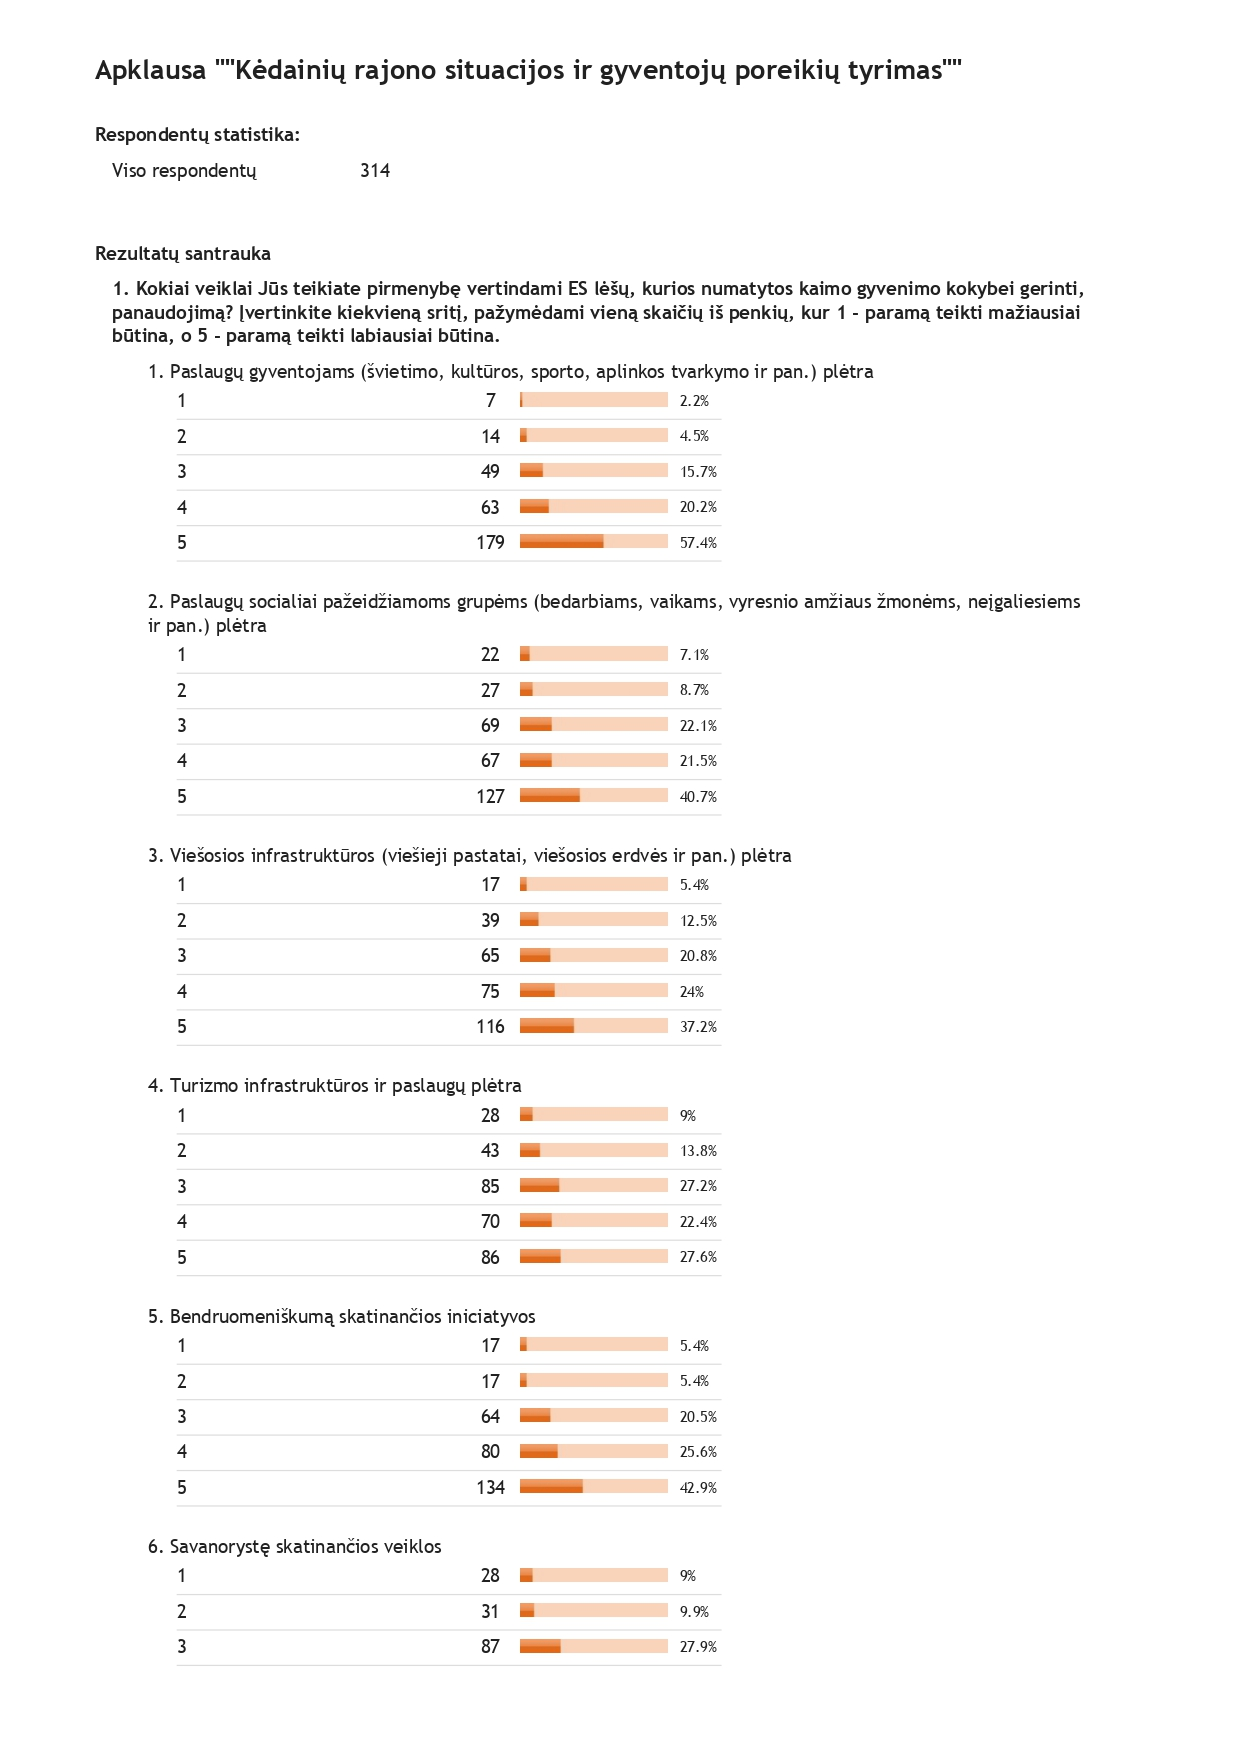 Apklausa ""Kėdainių rajono situacijos ir gyventojų poreikių tyrimas""
Respondentų statistika:
Viso respondentų 314
Rezultatų santrauka
1. Kokiai veiklai Jūs teikiate pirmenybę vertindami ES lėšų, kurios numatytos kaimo gyvenimo kokybei gerinti,
panaudojimą? Įvertinkite kiekvieną sritį, pažymėdami vieną skaičių iš penkių, kur 1 - paramą teikti mažiausiai
būtina, o 5 - paramą teikti labiausiai būtina.
1. Paslaugų gyventojams (švietimo, kultūros, sporto, aplinkos tvarkymo ir pan.) plėtra
1 7 2.2%
2 14 4.5%
3 49 15.7%
4 63 20.2%
5 179 57.4%
2. Paslaugų socialiai pažeidžiamoms grupėms (bedarbiams, vaikams, vyresnio amžiaus žmonėms, neįgaliesiems
ir pan.) plėtra
1 22 7.1%
2 27 8.7%
3 69 22.1%
4 67 21.5%
5 127 40.7%
3. Viešosios infrastruktūros (viešieji pastatai, viešosios erdvės ir pan.) plėtra
1 17 5.4%
2 39 12.5%
3 65 20.8%
4 75 24%
5 116 37.2%
4. Turizmo infrastruktūros ir paslaugų plėtra
1 28 9%
2 43 13.8%
3 85 27.2%
4 70 22.4%
5 86 27.6%
5. Bendruomeniškumą skatinančios iniciatyvos
1 17 5.4%
2 17 5.4%
3 64 20.5%
4 80 25.6%
5 134 42.9%
6. Savanorystę skatinančios veiklos
1 28 9%
2 31 9.9%
3 87 27.9%